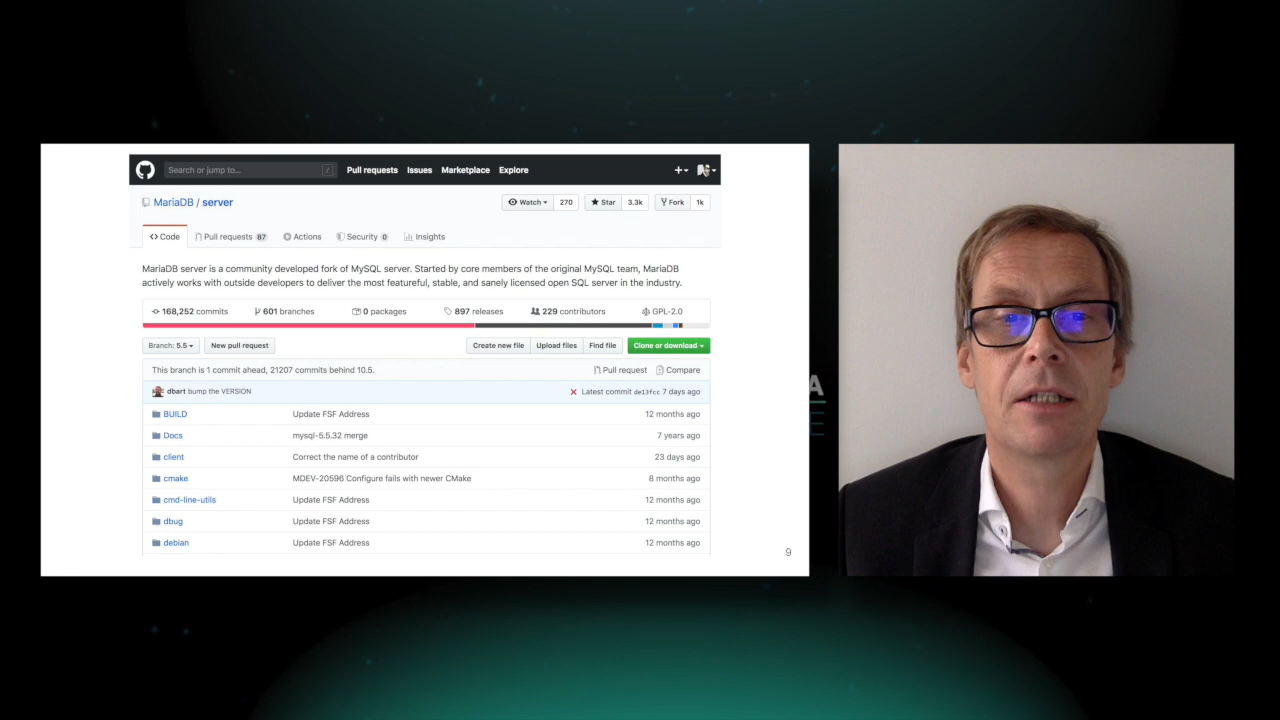 Search or jump to... / Pull requests Issues Marketplace Explore
MariaDB / server Watch 270 Star 3.3k Fork 1k
Code Pull requests 87 Actions Security 0 Insights
MariaDB server is a community developed fork of MySQL server. Started by core members of the original MySQL team, MariaDB
actively works with outside developers to deliver the most featureful, stable, and sanely licensed open SQL server in the industry.
168,252 commits 601 branches 0 packages 897 releases 229 contributors GPL-2.0
Branch: 5.5 New pull request Create new file Upload files Find file Clone or download
This branch is 1 commit ahead, 21207 commits behind 10.5. Pull request Compare
dbart bump the VERSION Latest commit de13fcc 7 days ago
BUILD Update FSF Address 12 months ago
Docs mysql-5.5.32 merge 7 years ago
client Correct the name of a contributor 23 days ago
cmake MDEV-20596 Configure fails with newer CMake 8 months ago
cmd-line-utils Update FSF Address 12 months ago
dbug Update FSF Address 12 months ago
debian Update FSF Address 12 months ago
9